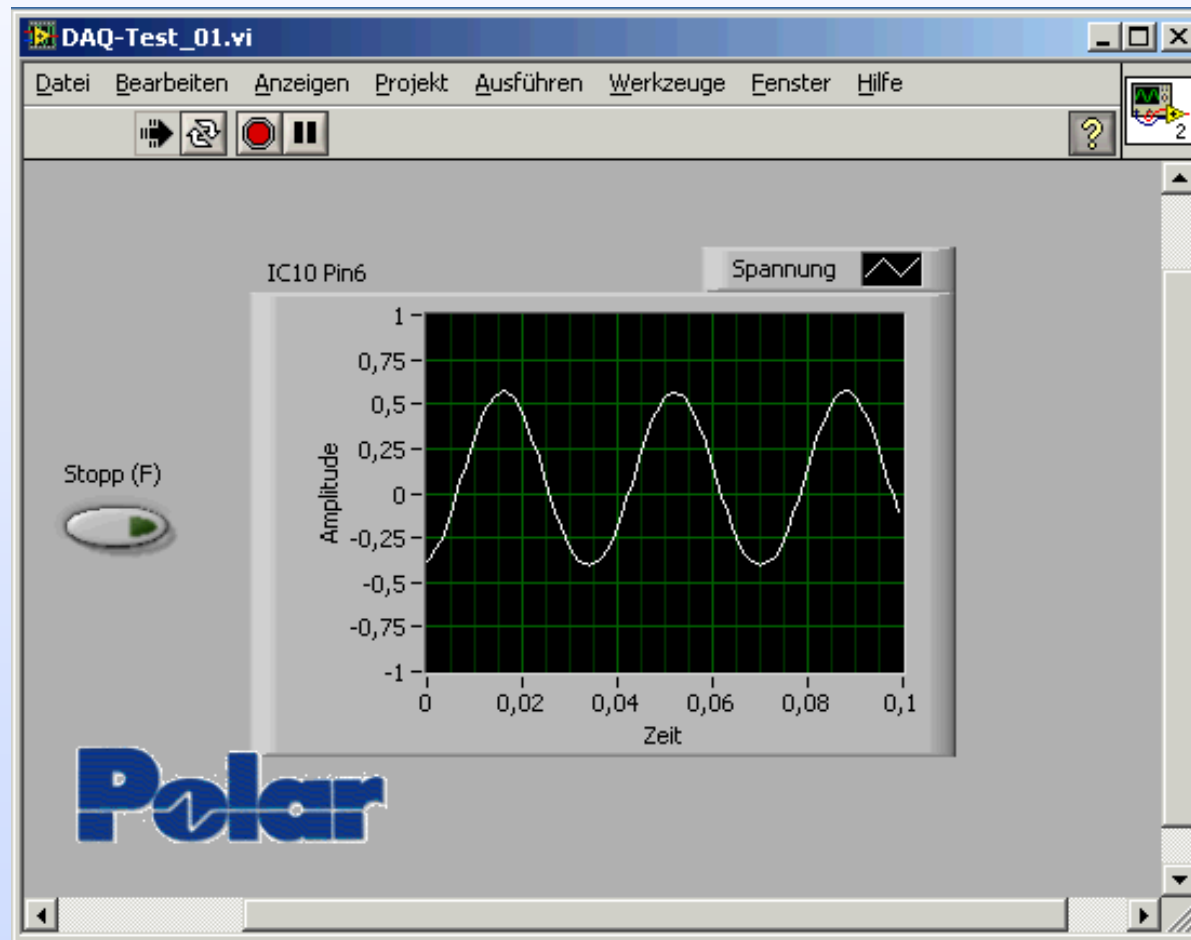 DAQ-Test_01.vi
Datei Bearbeiten Anzeigen Projekt Ausführen Werkzeuge Fenster Hilfe
2
IC10 Pin6
Spannung
1
0,75
0,5
0,25
0
-0,25
-0,5
-0,75
-1
Amplitude
0 0,02 0,04 0,06 0,08 0,1
Zeit
Stopp (F)
Polar